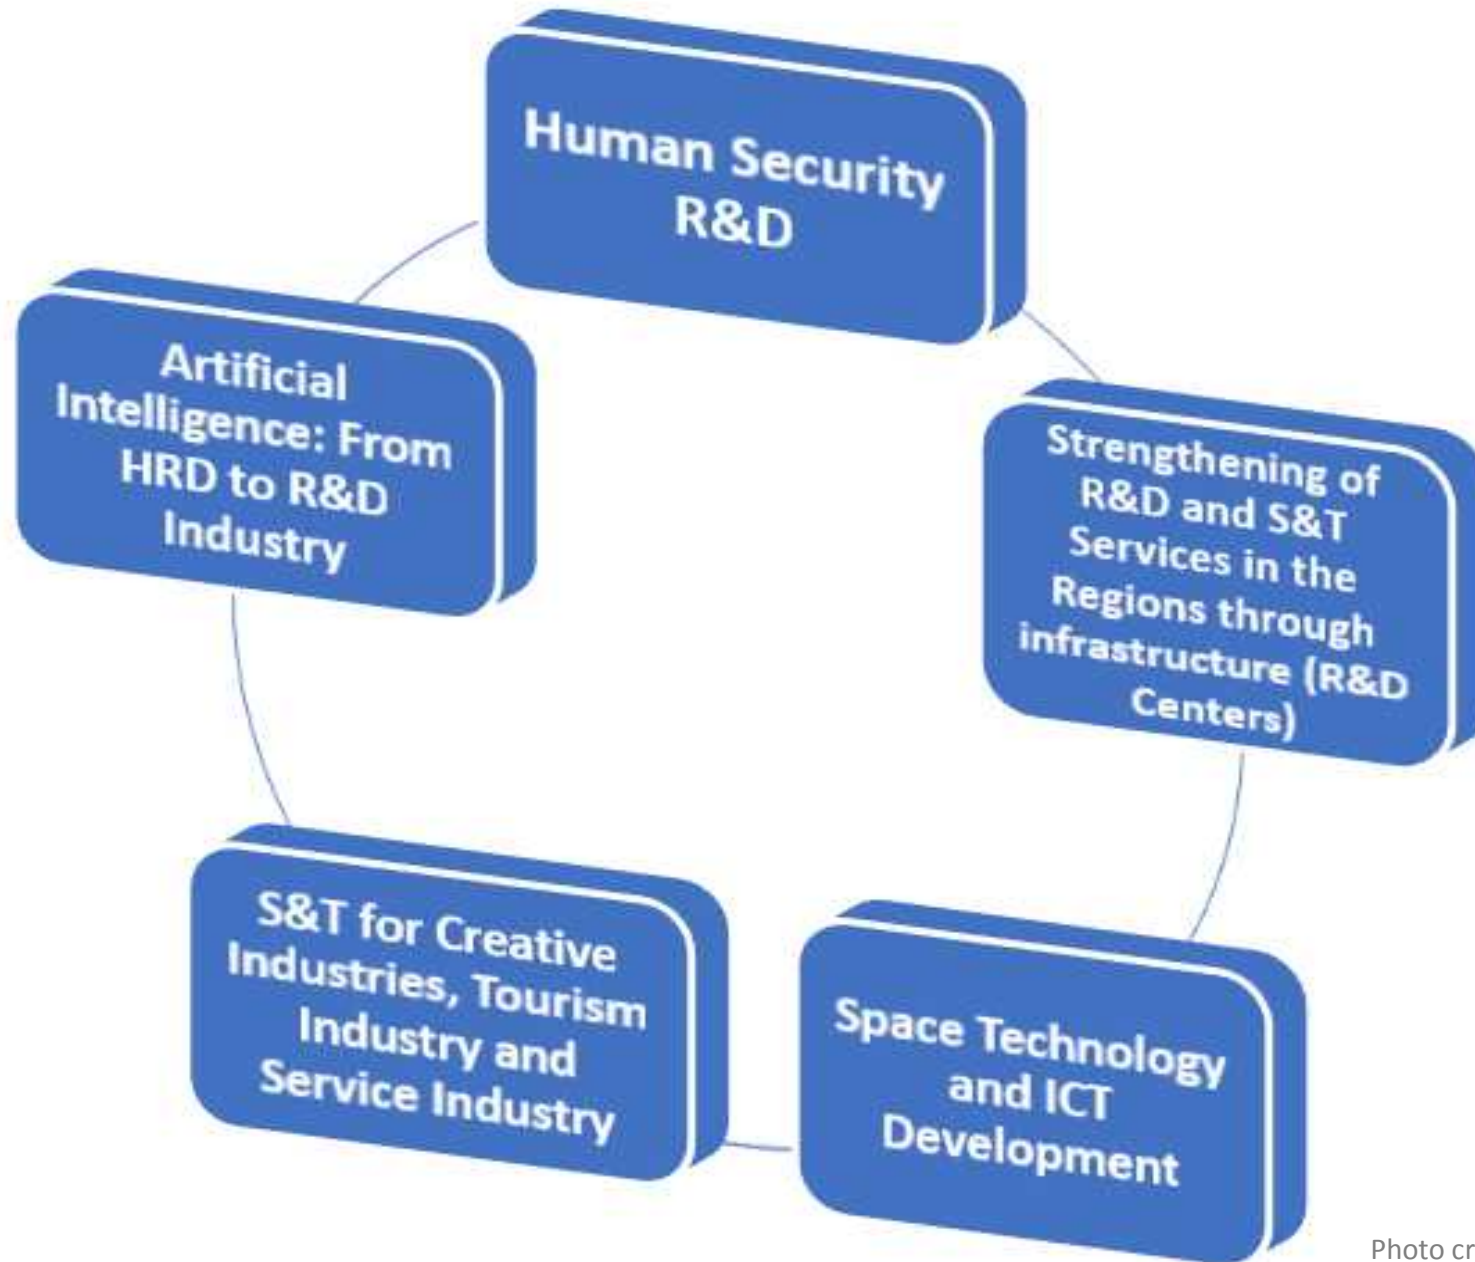 Human Security
R&D
Artificial
Intelligence: From
HRD to R&D
Industry
Strengthening of
R&D and S&T
Services in the
Regions through
infrastructure (R&D
Centers)
S&T for Creative
Industries, Tourism
Industry and
Service Industry
Space Technology
and ICT
Development
Photo